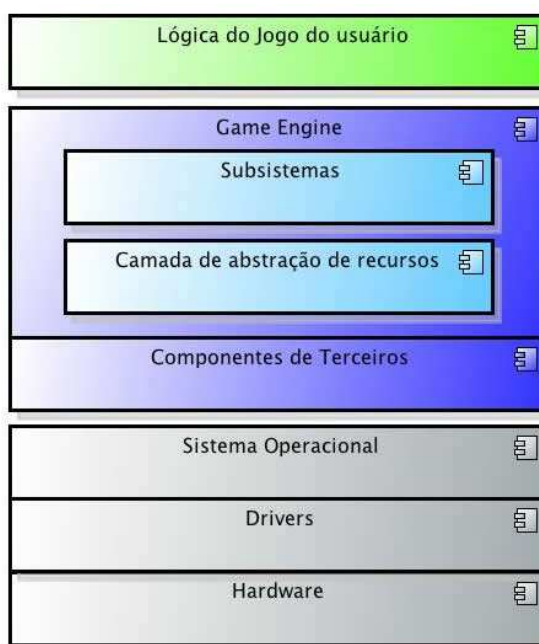 Lógica do Jogo do usuário
Game Engine
Subsistemas
Camada de abstração de recursos
Componentes de Terceiros
Sistema Operacional
Drivers
Hardware